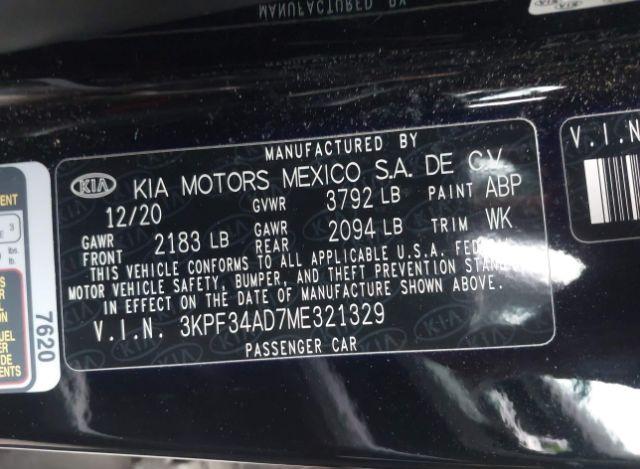 MANUFACTURED BY
KIA KIA MOTORS MEXICO S.A. DE C.V.
12/20 GVWR 3792 LB PAINT ABP
GAWR FRONT 2183 LB GAWR REAR 2094 LB TRIM WK
THIS VEHICLE CONFORMS TO ALL APPLICABLE U.S.A. FEDERAL
MOTOR VEHICLE SAFETY, BUMPER, AND THEFT PREVENTION
IN EFFECT ON THE DATE OF MANUFACTURE SHOWN ABOVE.
V.I.N. 3KPF34AD7ME321329
PASSENGER CAR
7620
V.I.N